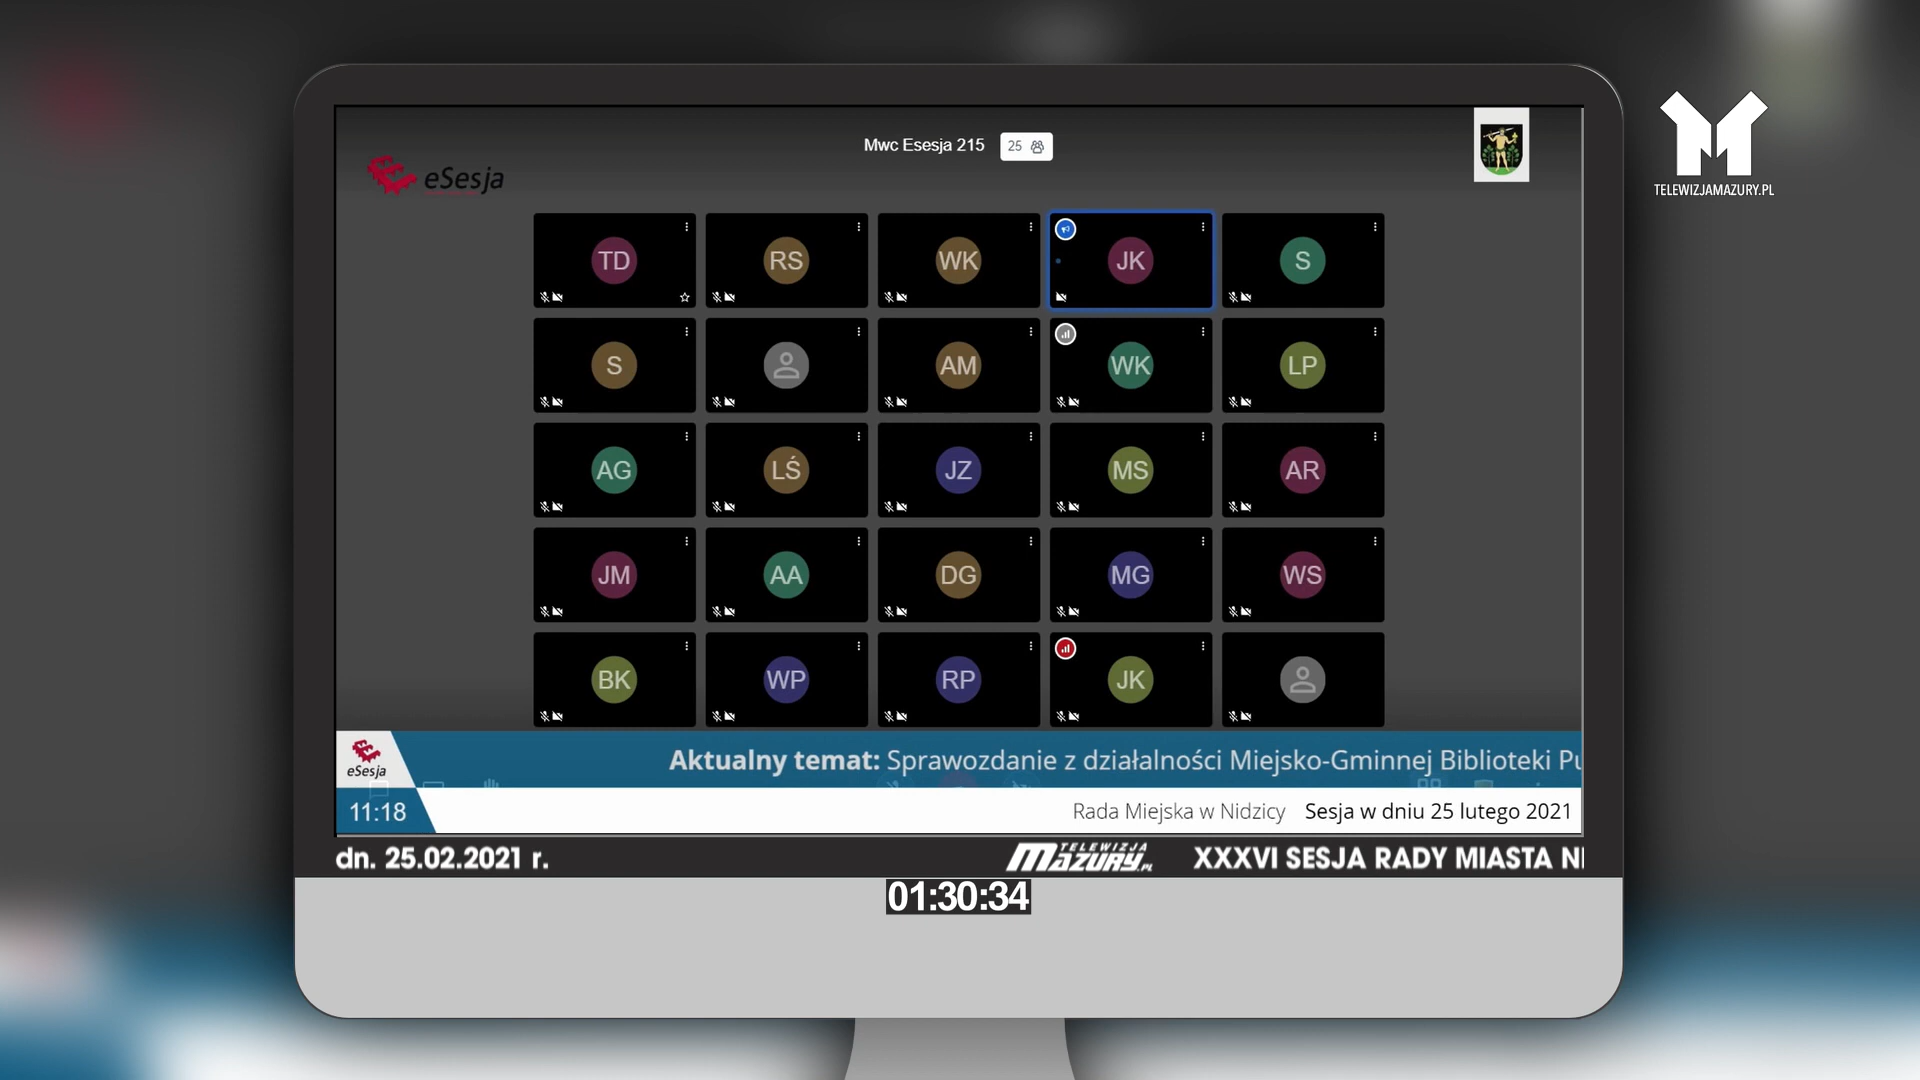 Mwc Esesja 215 25
eSesja
TELEWIZJAMAZURY.PL
TD RS WK JK S
S AM WK LP
AG LŚ JZ MS AR
JM AA DG MG WS
BK WP RP JK
eSesja
Aktualny temat: Sprawozdanie z działalności Miejsko-Gminnej Biblioteki
11:18
Rada Miejska w Nidzicy Sesja w dniu 25 lutego 2021
dn. 25.02.2021 r. TELEWIZJA MAZURY.PL XXXVI SESJA RADY MIASTA
01:30:34